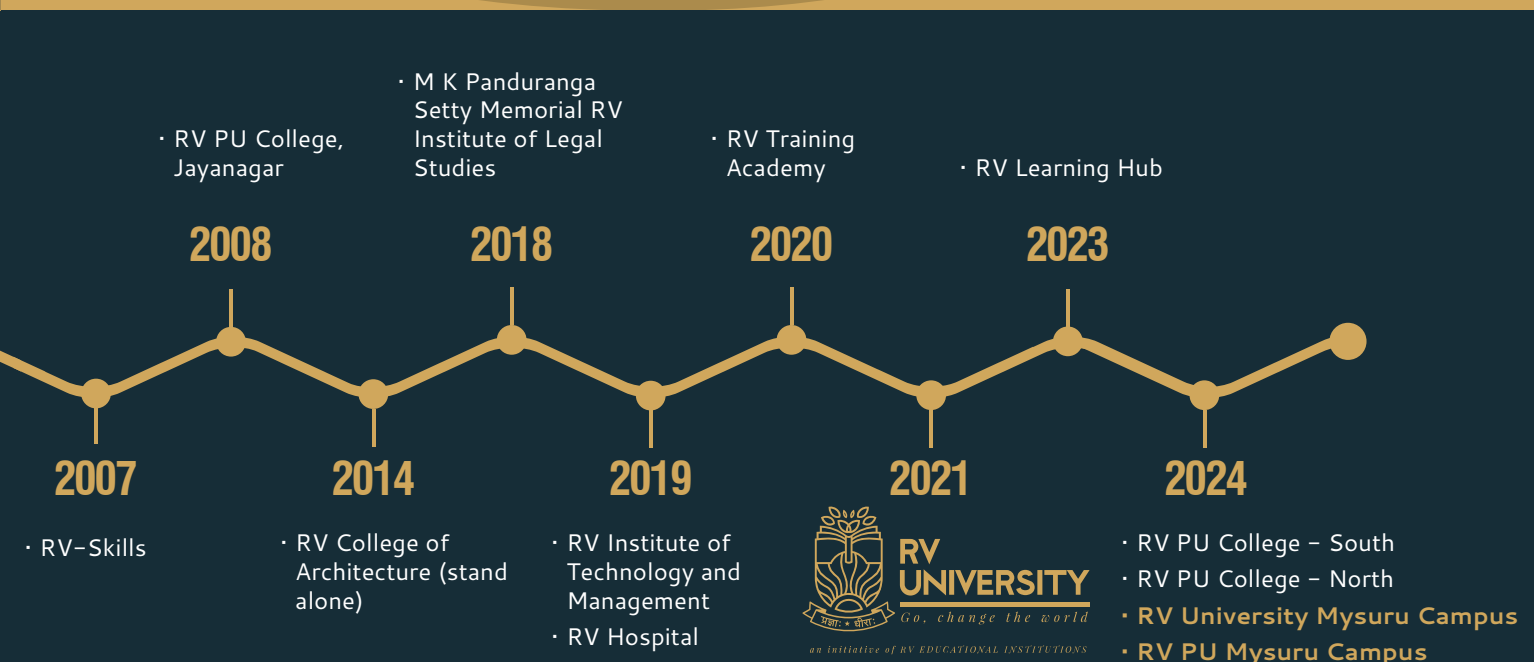 · M K Panduranga
Setty Memorial RV
Institute of Legal
Studies
· RV PU College,
Jayanagar
· RV Training
Academy
· RV Learning Hub
2008
2018
2020
2023
2007
2014
2019
2021
2024
· RV-Skills
· RV College of
Architecture (stand
alone)
· RV Institute of
Technology and
Management
· RV Hospital
RV
UNIVERSITY
Go, change the world
प्रज्ञाः ★ धीराः
an initiative of RV EDUCATIONAL INSTITUTIONS
· RV PU College - South
· RV PU College - North
· RV University Mysuru Campus
· RV PU Mysuru Campus